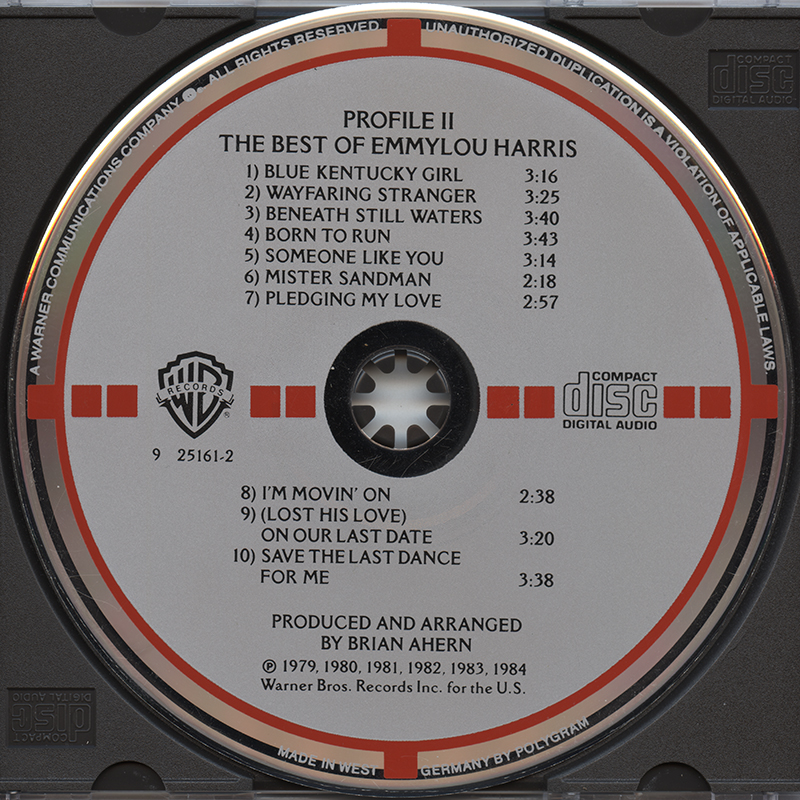 A WARNER COMMUNICATIONS COMPANY ALL RIGHTS RESERVED
UNAUTHORIZED DUPLICATION IS A VIOLATION OF APPLICABLE LAWS
COMPACT
disc
DIGITAL AUDIO
PROFILE II
THE BEST OF EMMYLOU HARRIS
1) BLUE KENTUCKY GIRL 3:16
2) WAYFARING STRANGER 3:25
3) BENEATH STILL WATERS 3:40
4) BORN TO RUN 3:43
5) SOMEONE LIKE YOU 3:14
6) MISTER SANDMAN 2:18
7) PLEDGING MY LOVE 2:57
WB
RECORDS
®
COMPACT
disc
DIGITAL AUDIO
9 25161-2
8) I'M MOVIN' ON 2:38
9) (LOST HIS LOVE)
ON OUR LAST DATE 3:20
10) SAVE THE LAST DANCE
FOR ME 3:38
PRODUCED AND ARRANGED
BY BRIAN AHERN
℗ 1979, 1980, 1981, 1982, 1983, 1984
Warner Bros. Records Inc. for the U.S.
COMPACT
disc
DIGITAL AUDIO
MADE IN WEST GERMANY BY POLYGRAM